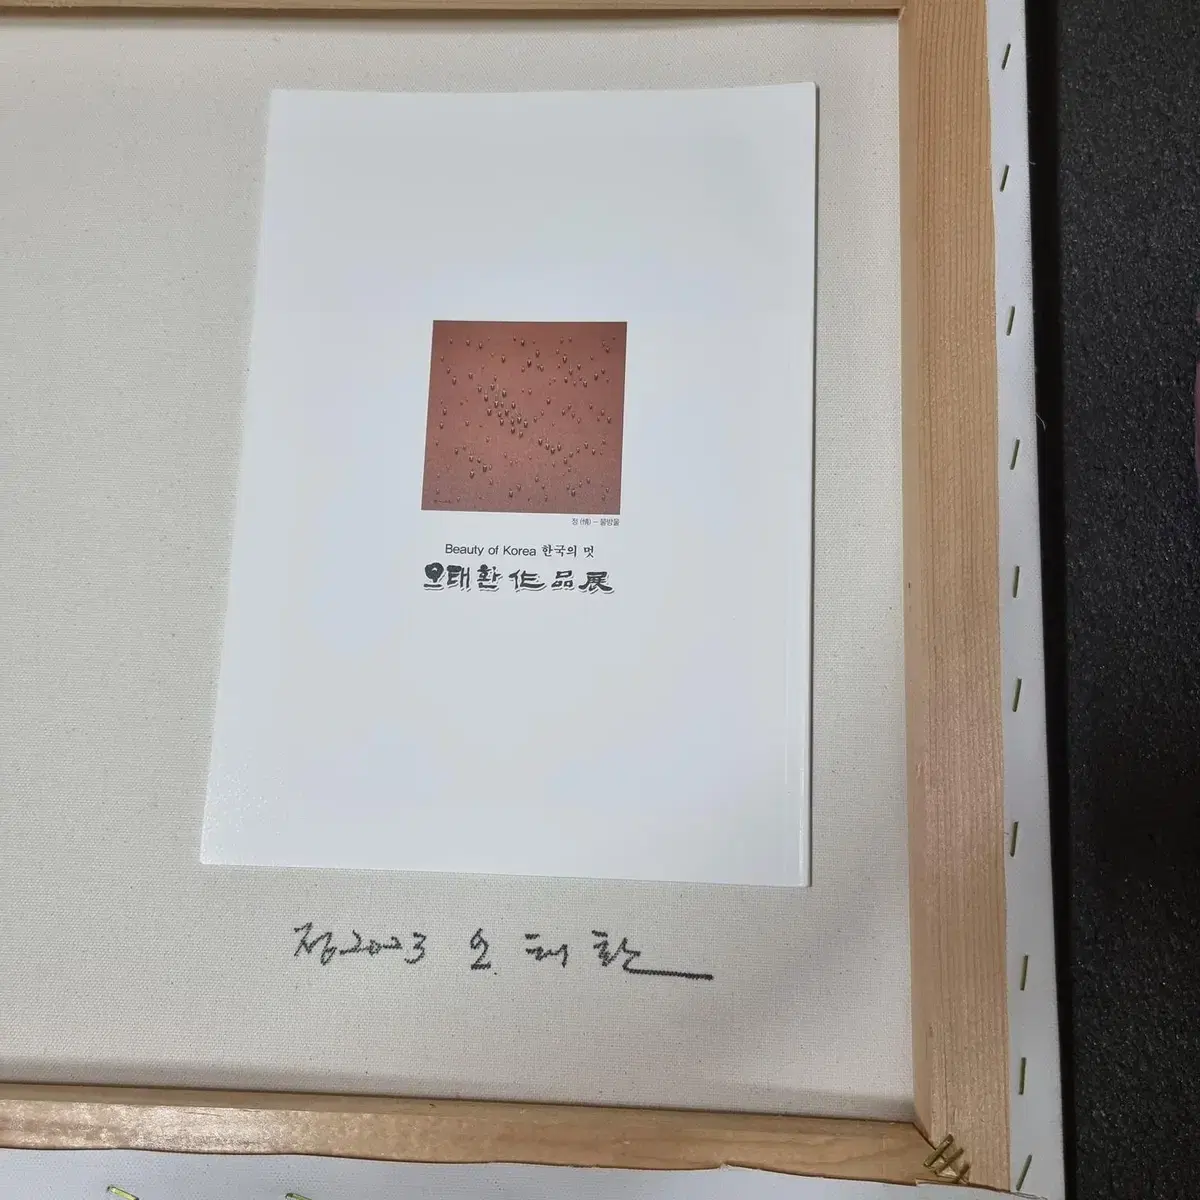 정(情) - 물방울
Beauty of Korea 한국의 멋
오태환 作品展
정2023 오태환